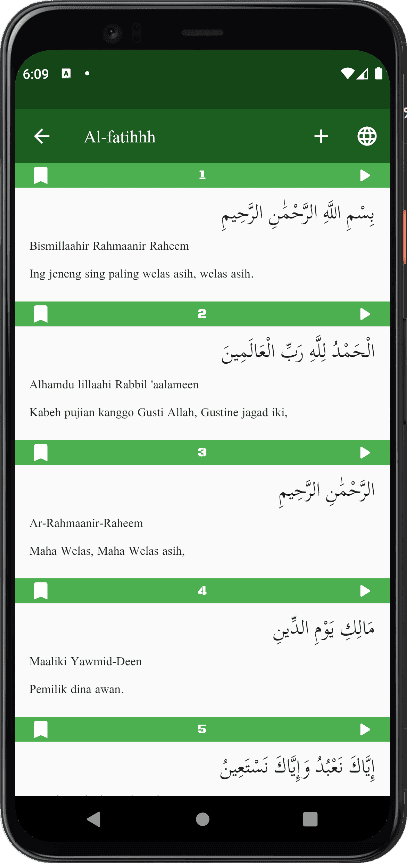 6:09
A
Al-fatihhh
1
بِسْمِ اللَّهِ الرَّحْمَٰنِ الرَّحِيمِ
Bismillaahir Rahmaanir Raheem
Ing jeneng sing paling welas asih, welas asih.
2
الْحَمْدُ لِلَّهِ رَبِّ الْعَالَمِينَ
Alhamdu lillaahi Rabbil 'aalameen
Kabeh pujian kanggo Gusti Allah, Gustine jagad iki,
3
الرَّحْمَٰنِ الرَّحِيمِ
Ar-Rahmaanir-Raheem
Maha Welas, Maha Welas asih,
4
مَالِكِ يَوْمِ الدِّينِ
Maaliki Yawmid-Deen
Pemilik dina awan.
5
إِيَّاكَ نَعْبُدُ وَإِيَّاكَ نَسْتَعِينُ